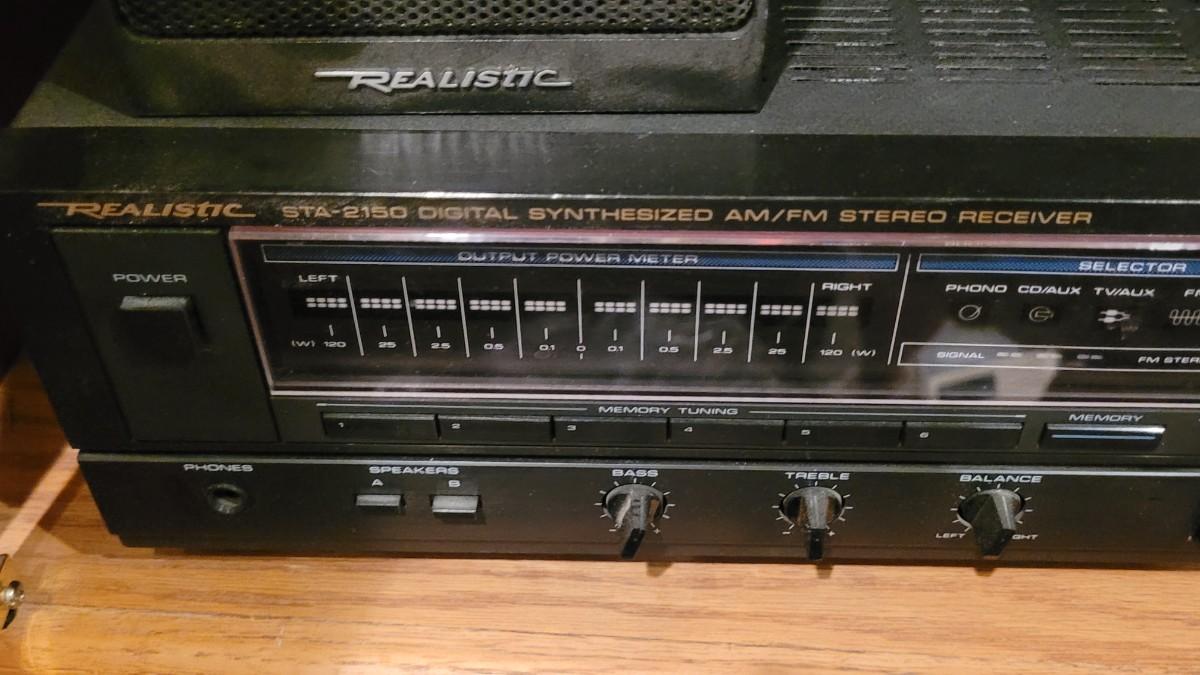 REALISTIC
REALISTIC STA-2150 DIGITAL SYNTHESIZED AM/FM STEREO RECEIVER
POWER
OUTPUT POWER METER
SELECTOR
LEFT RIGHT
PHONO CD/AUX TV/AUX
(W) 120 25 2.5 0.5 0.1 0 0.1 0.5 2.5 25 120 (W)
SIGNAL FM
MEMORY TUNING
MEMORY
1 2 3 4 5 6
PHONES SPEAKERS BASS TREBLE BALANCE
A B
- + LEFT